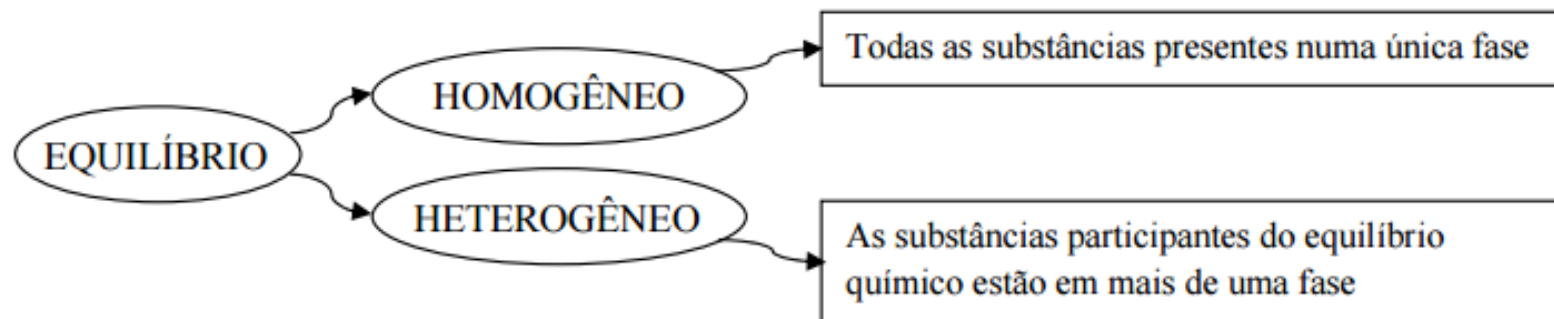 EQUILÍBRIO
HOMOGÊNEO
Todas as substâncias presentes numa única fase
HETEROGÊNEO
As substâncias participantes do equilíbrio
químico estão em mais de uma fase